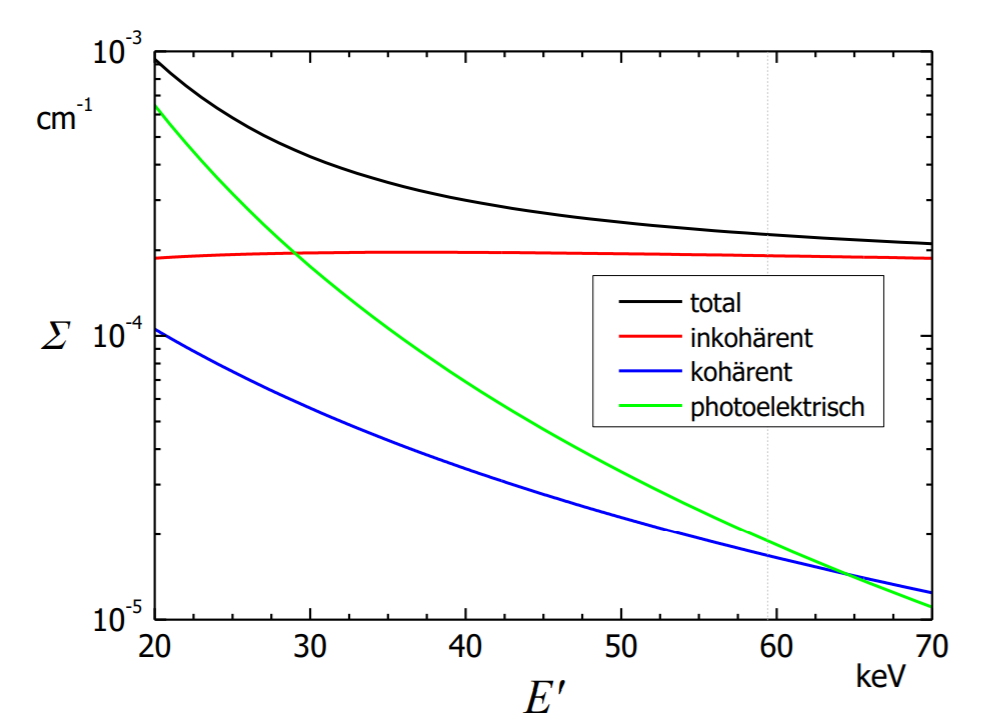 10⁻³
cm⁻¹
Σ 10⁻⁴
10⁻⁵
total
inkohärent
kohärent
photoelektrisch
20 30 40 50 60 70
keV
E'